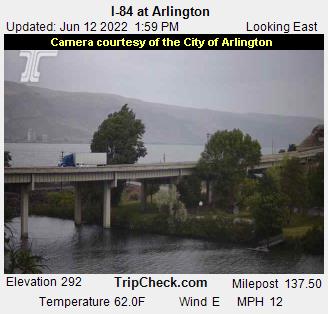 I-84 at Arlington
Updated: Jun 12 2022 1:59 PM Looking East
Camera courtesy of the City of Arlington
Elevation 292 TripCheck.com Milepost 137.50
Temperature 62.0F Wind E MPH 12